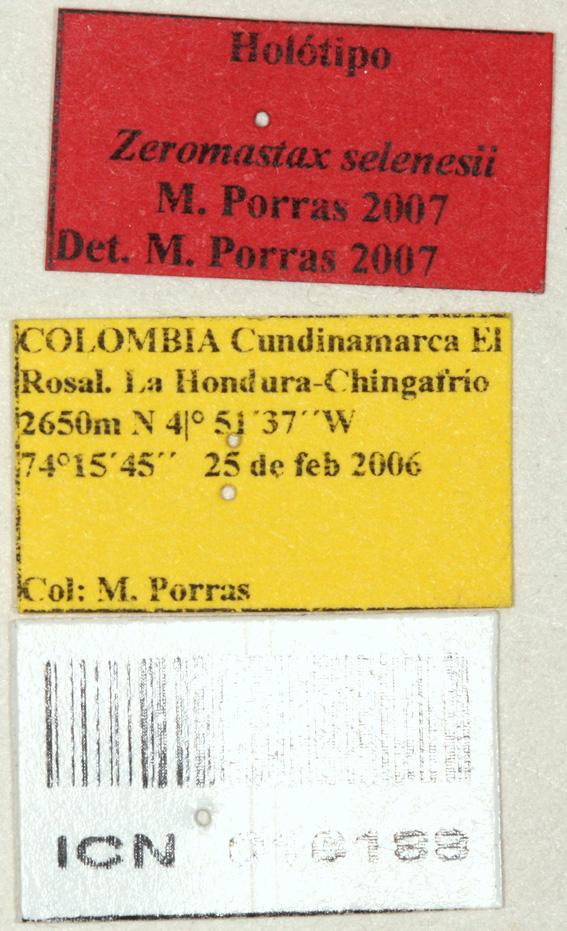 Holótipo
Zeromastax selenesii
M. Porras 2007
Det. M. Porras 2007
COLOMBIA Cundinamarca El
Rosal. La Hondura-Chingafrío
2650m N 4|° 51´37´´W
74°15´45´´ 25 de feb 2006
Col: M. Porras
ICN